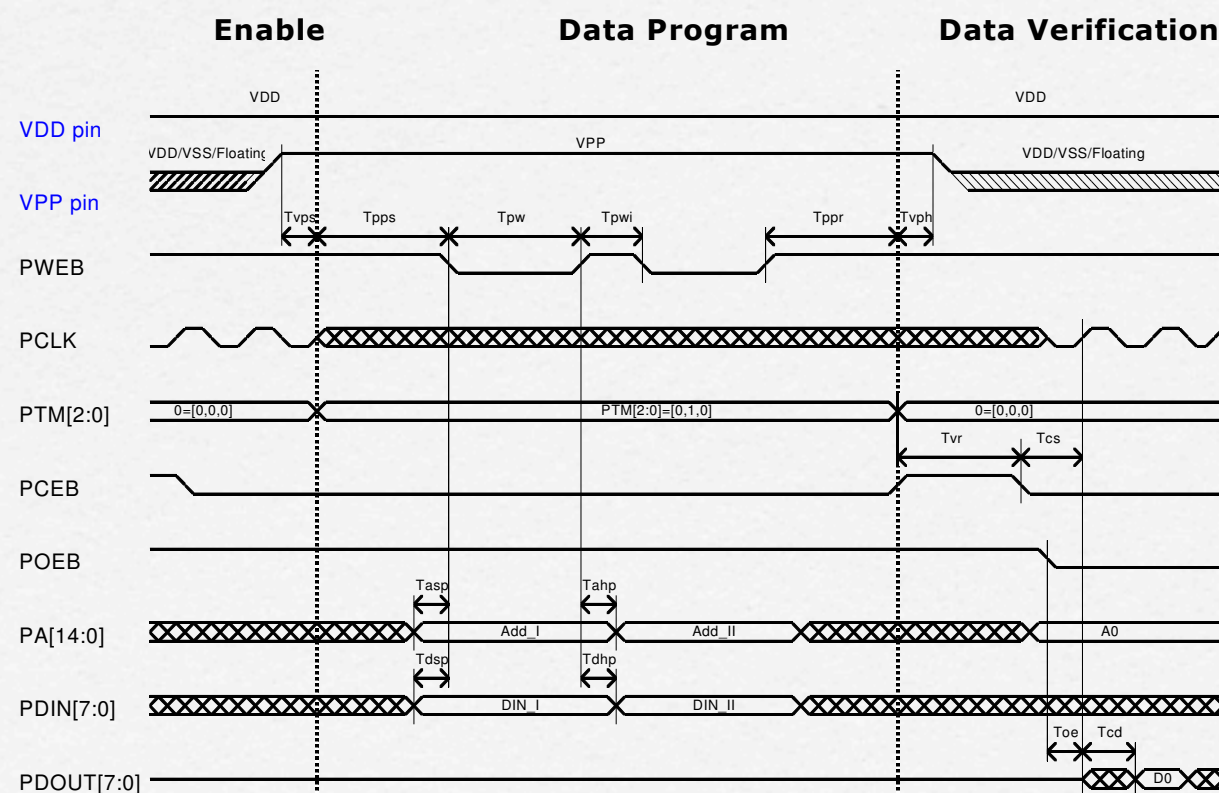 Enable Data Program Data Verification
VDD VDD
VDD pin
VPP
VDD/VSS/Floating VDD/VSS/Floating
VPP pin
Tvps Tpps Tpw Tpwi Tppr Tvph
PWEB
PCLK
PTM[2:0] 0=[0,0,0] PTM[2:0]=[0,1,0] 0=[0,0,0]
Tvr Tcs
PCEB
POEB
Tasp Tahp
PA[14:0] Add_I Add_II A0
Tdsp Tdhp
PDIN[7:0] DIN_I DIN_II
Toe Tcd
PDOUT[7:0] D0